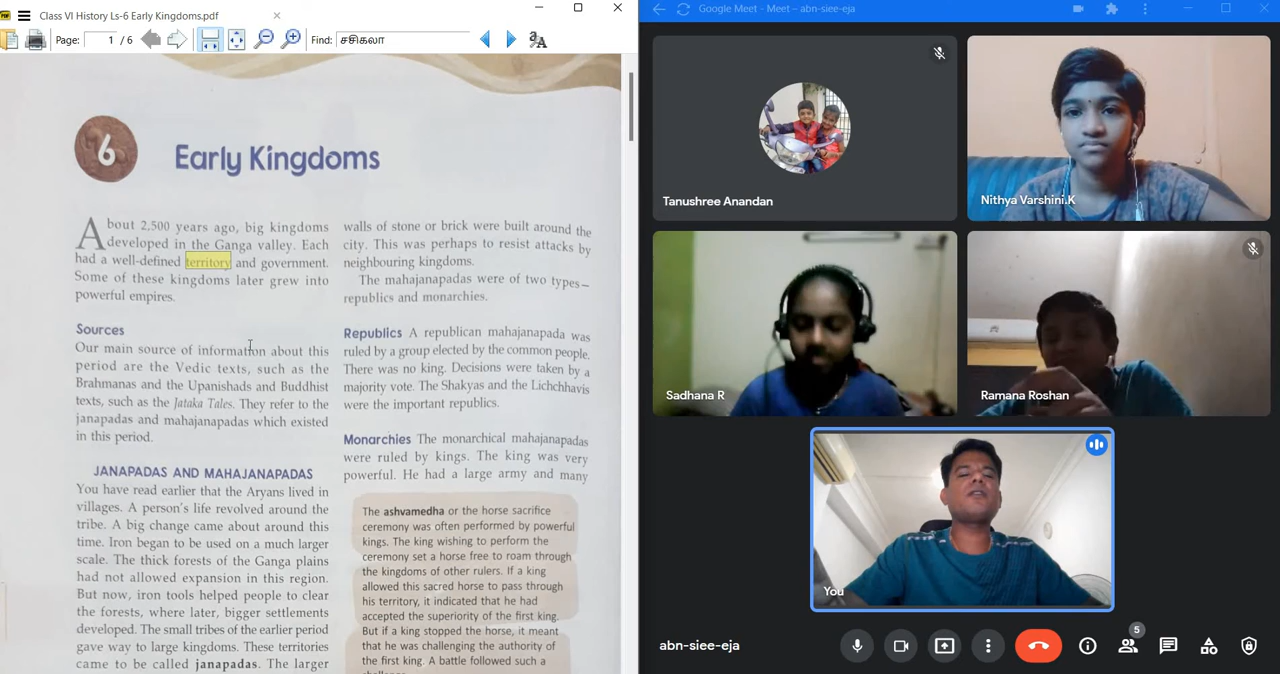 Class VI History Ls-6 Early Kingdoms.pdf
Page: 1 / 6
Find: சசிகலா
6
Early Kingdoms
About 2,500 years ago, big kingdoms
developed in the Ganga valley. Each
had a well-defined territory and government.
Some of these kingdoms later grew into
powerful empires.
Sources
Our main source of information about this
period are the Vedic texts, such as the
Brahmanas and the Upanishads and Buddhist
texts, such as the Jataka Tales. They refer to the
janapadas and mahajanapadas which existed
in this period.
JANAPADAS AND MAHAJANAPADAS
You have read earlier that the Aryans lived in
villages. A person's life revolved around the
tribe. A big change came about around this
time. Iron began to be used on a much larger
scale. The thick forests of the Ganga plains
had not allowed expansion in this region.
But now, iron tools helped people to clear
the forests, where later, bigger settlements
developed. The small tribes of the earlier period
gave way to large kingdoms. These territories
came to be called janapadas. The larger
walls of stone or brick were built around the
city. This was perhaps to resist attacks by
neighbouring kingdoms.
The mahajanapadas were of two types—
republics and monarchies.
Republics A republican mahajanapada was
ruled by a group elected by the common people.
There was no king. Decisions were taken by a
majority vote. The Shakyas and the Lichchhavis
were the important republics.
Monarchies The monarchical mahajanapadas
were ruled by kings. The king was very
powerful. He had a large army and many
The ashvamedha or the horse sacrifice
ceremony was often performed by powerful
kings. The king wishing to perform the
ceremony set a horse free to roam through
the kingdoms of other rulers. If a king
allowed this sacred horse to pass through
his territory, it indicated that he had
accepted the superiority of the first king.
But if a king stopped the horse, it meant
that he was challenging the authority of
the first king. A battle followed such a
Google Meet - Meet – abn-siee-eja
Tanushree Anandan
Nithya Varshini.K
Sadhana R
Ramana Roshan
You
abn-siee-eja
5